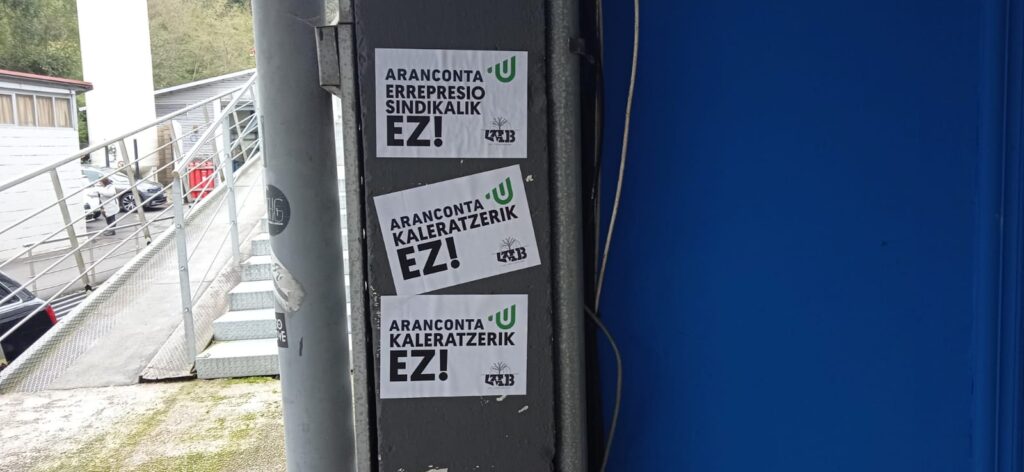 ARANCONTA
ERREPRESIO
SINDIKALIK
EZ!
LAB
ARANCONTA
KALERATZERIK
EZ!
LAB
ARANCONTA
KALERATZERIK
EZ!
LAB